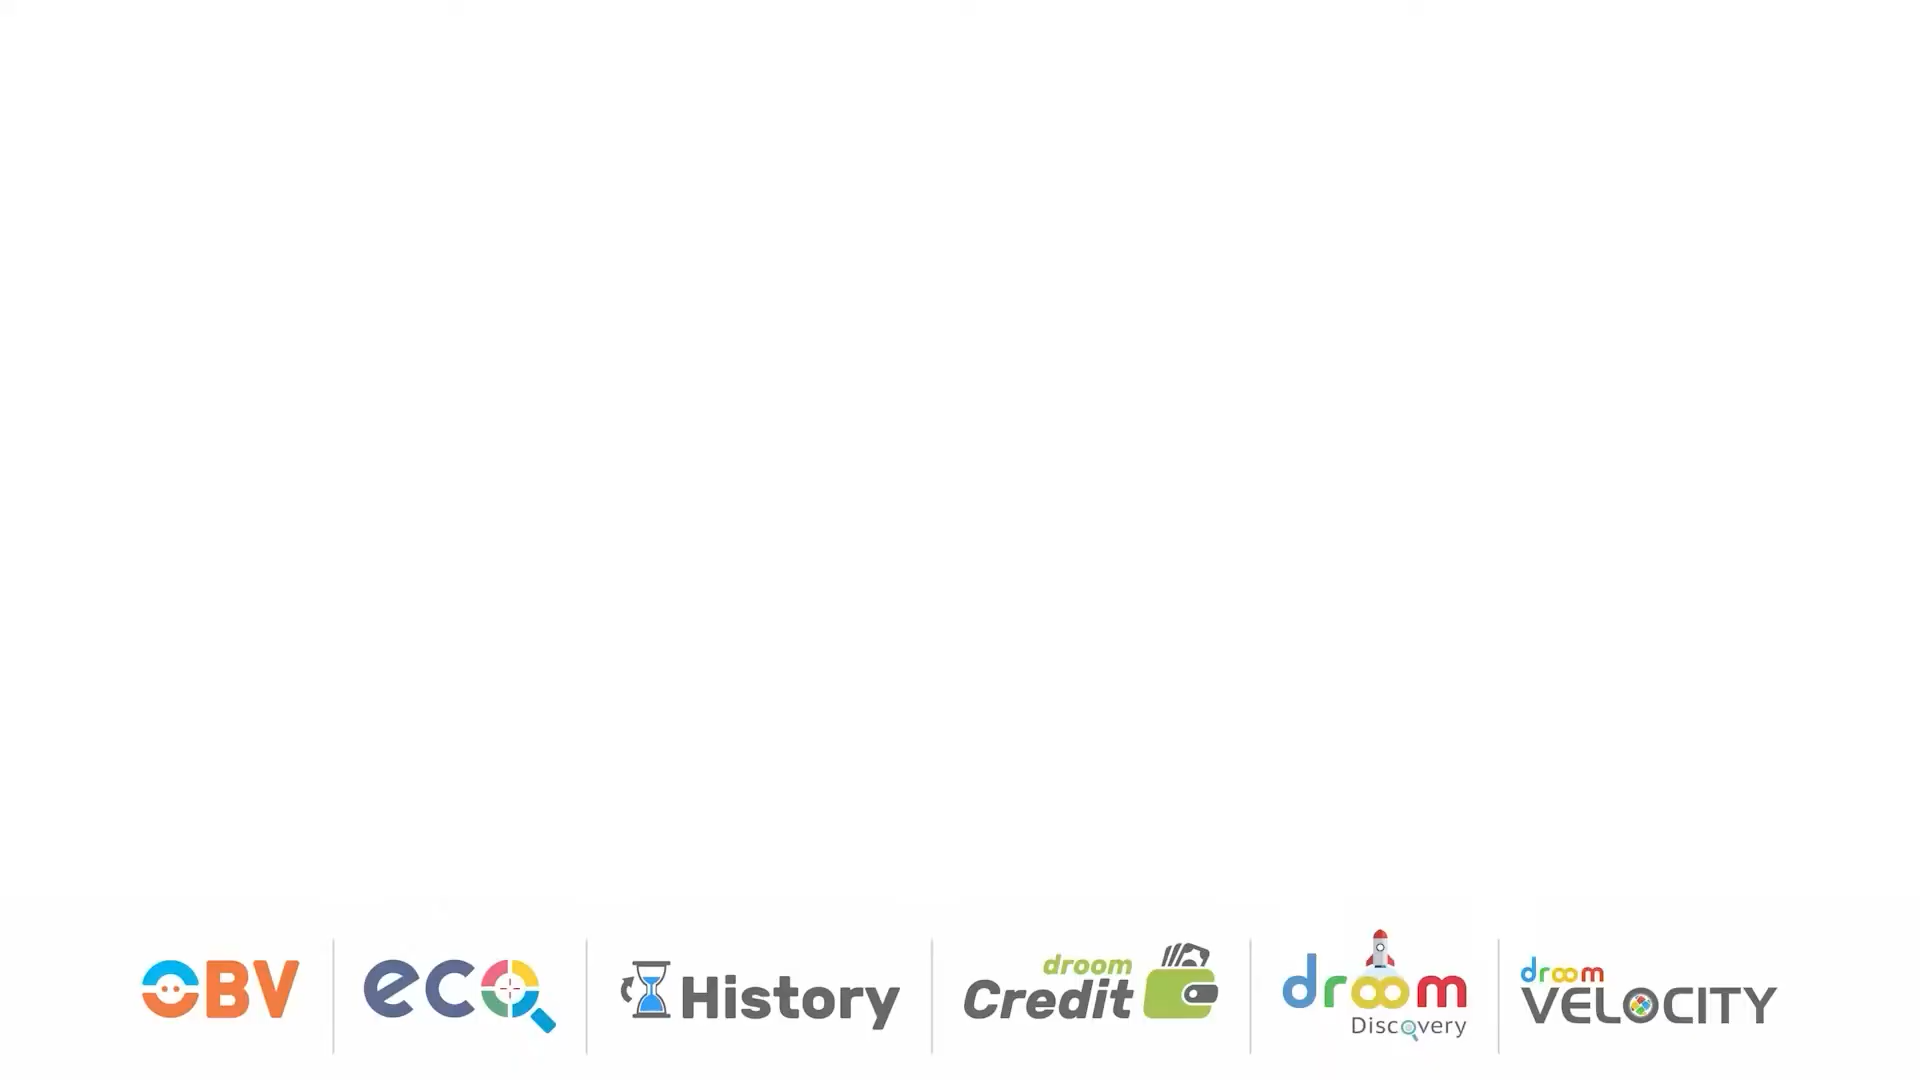 OBV
eco
History
droom
Credit
droom
Discovery
droom
VELOCITY